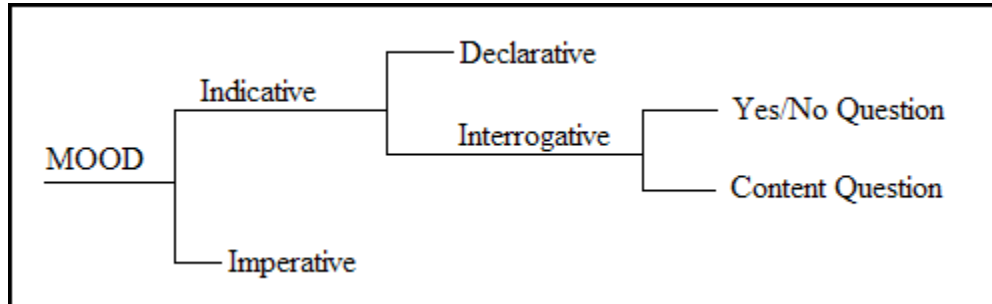 Declarative
Indicative
Yes/No Question
Interrogative
MOOD
Content Question
Imperative